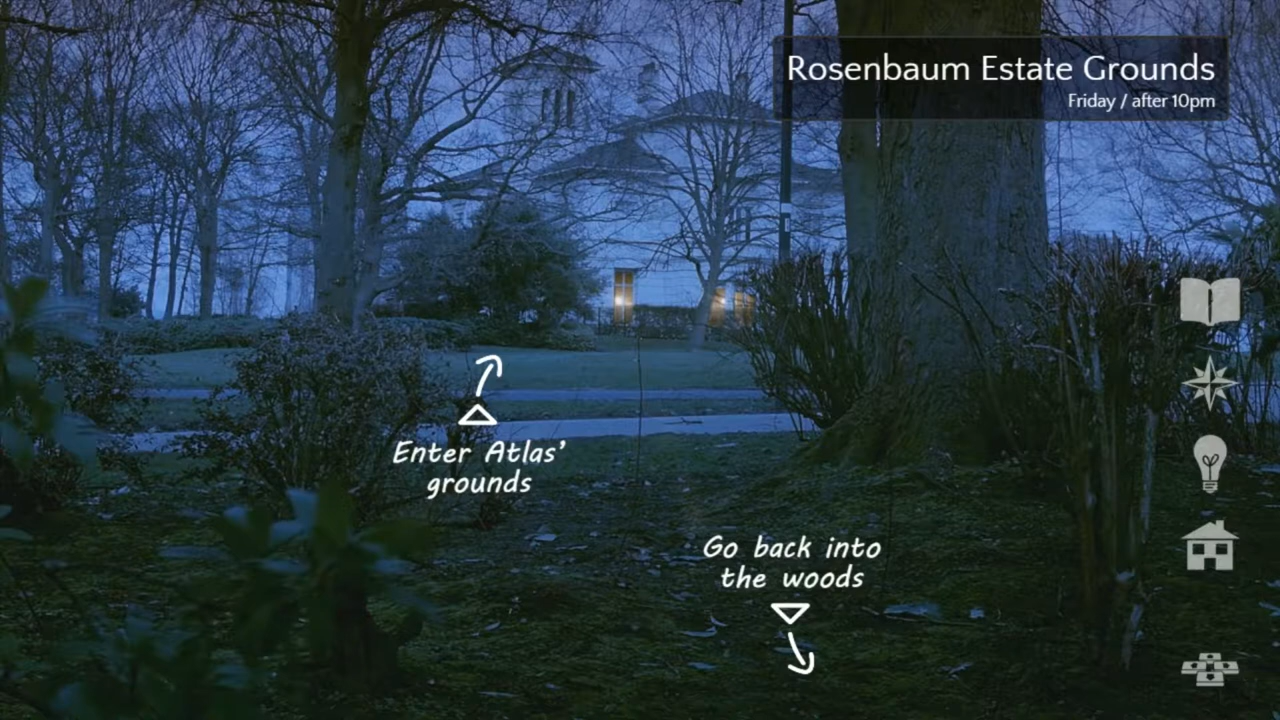 Rosenbaum Estate Grounds
Friday / after 10pm
Enter Atlas'
grounds
Go back into
the woods